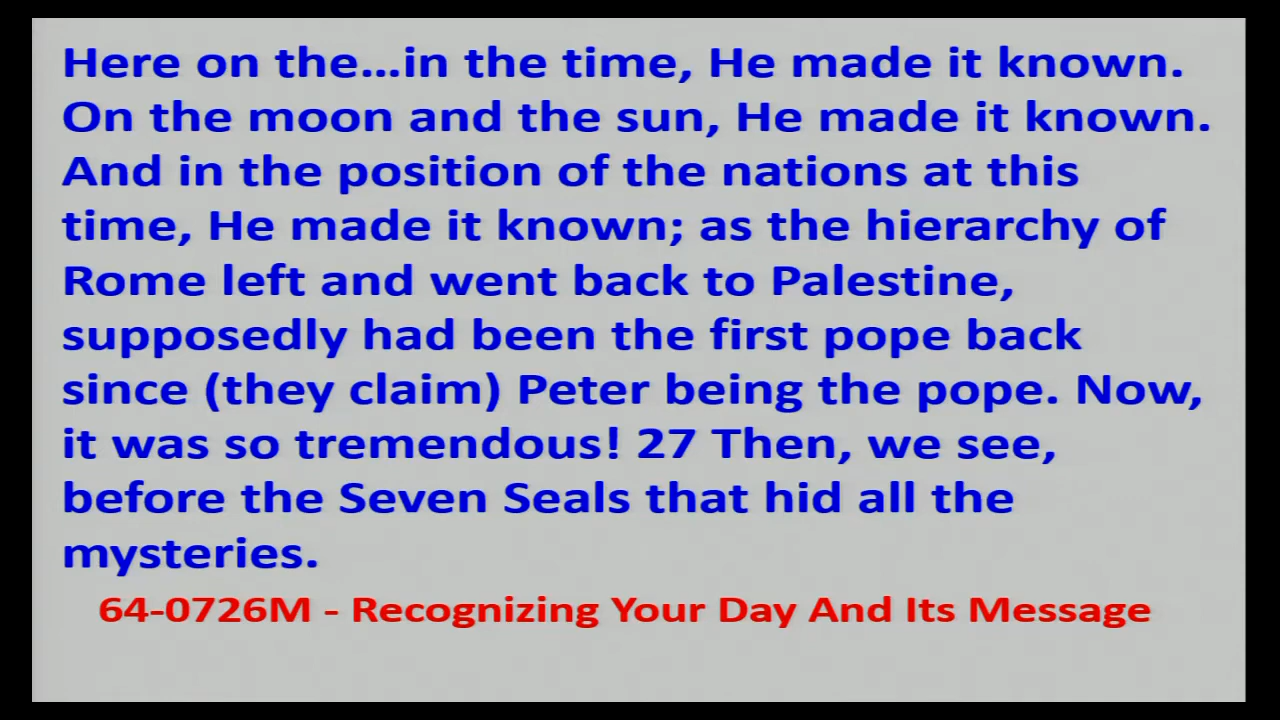 Here on the...in the time, He made it known.
On the moon and the sun, He made it known.
And in the position of the nations at this
time, He made it known; as the hierarchy of
Rome left and went back to Palestine,
supposedly had been the first pope back
since (they claim) Peter being the pope. Now,
it was so tremendous! 27 Then, we see,
before the Seven Seals that hid all the
mysteries.
64-0726M - Recognizing Your Day And Its Message